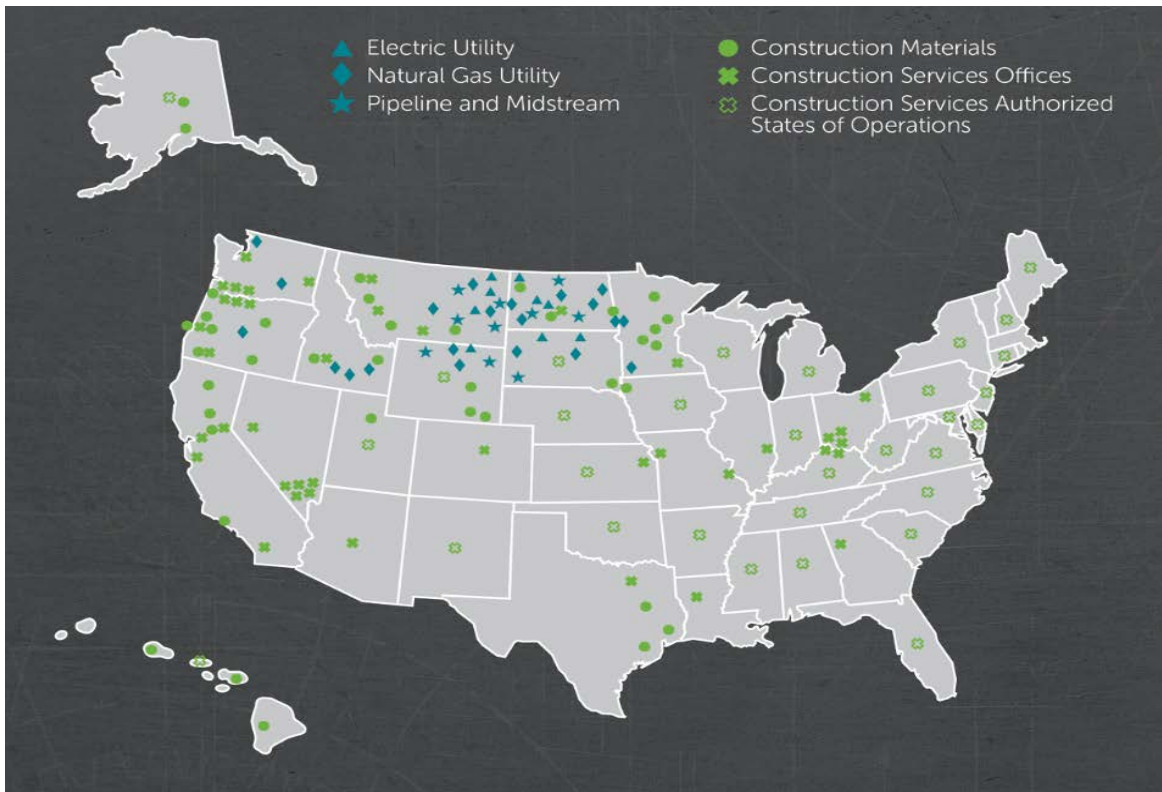 Electric Utility
Natural Gas Utility
Pipeline and Midstream
Construction Materials
Construction Services Offices
Construction Services Authorized
States of Operations